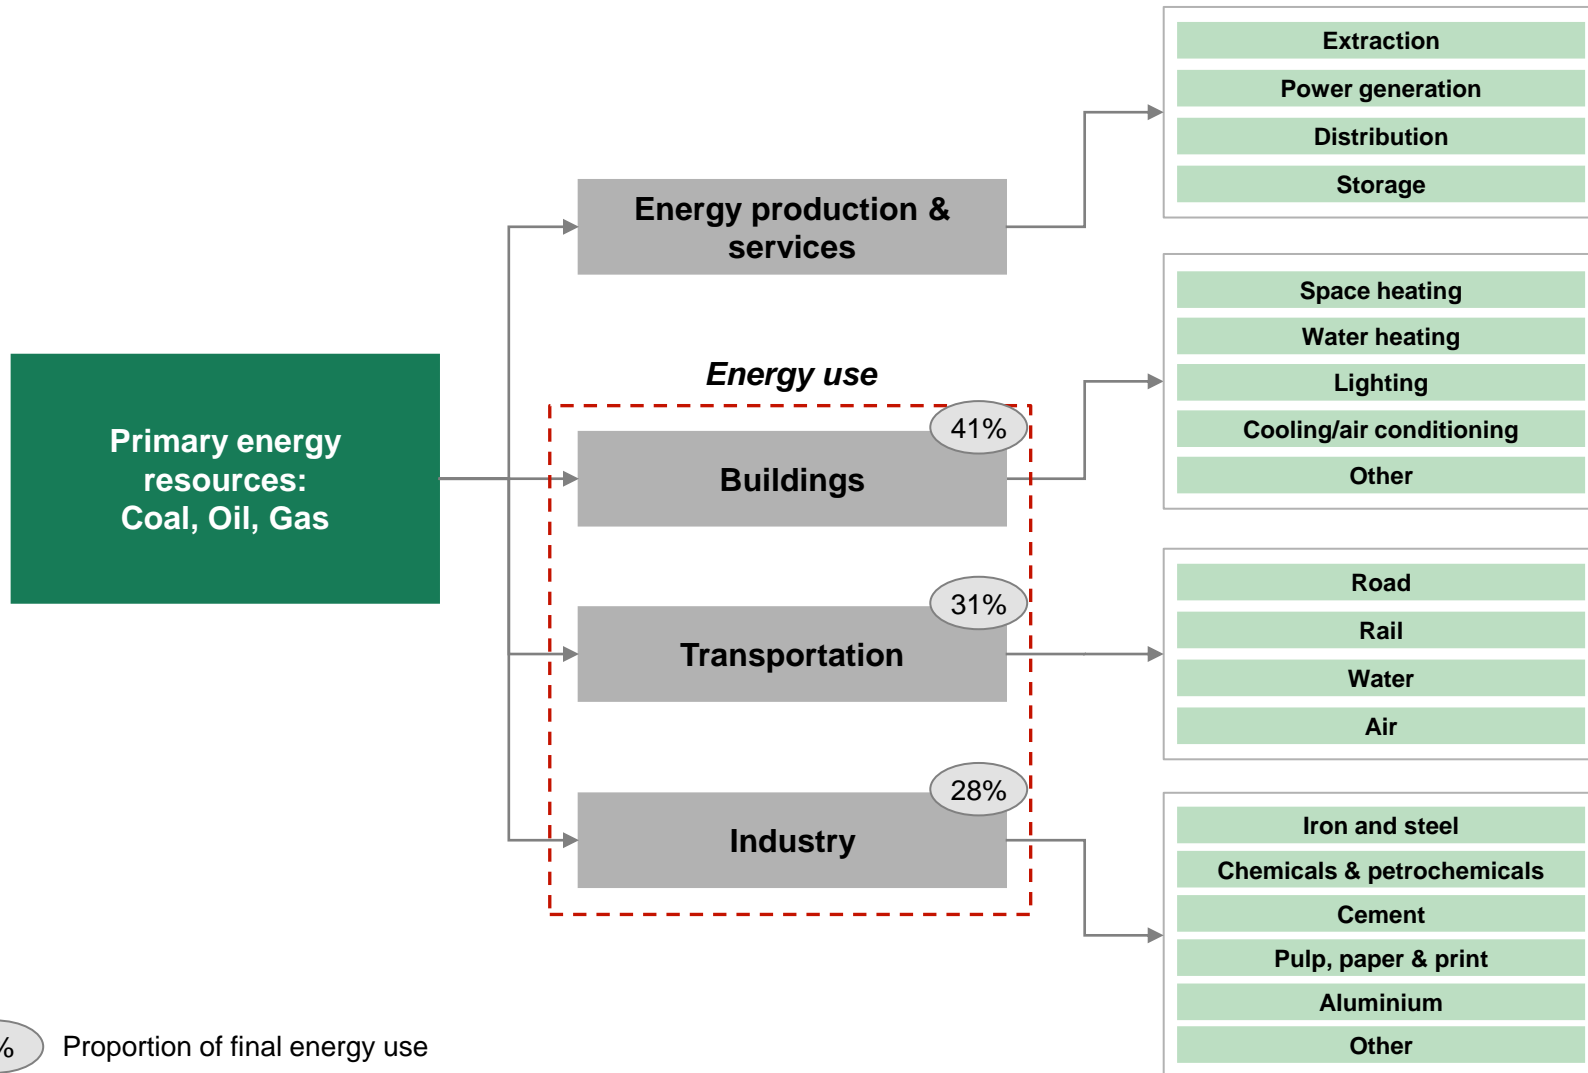 Extraction
Power generation
Distribution
Storage
Energy production &
services
Space heating
Water heating
Lighting
Cooling/air conditioning
Other
Energy use
Primary energy
resources:
Coal, Oil, Gas
41%
Buildings
31%
Transportation
Road
Rail
Water
Air
28%
Industry
Iron and steel
Chemicals & petrochemicals
Cement
Pulp, paper & print
Aluminium
Other
% Proportion of final energy use